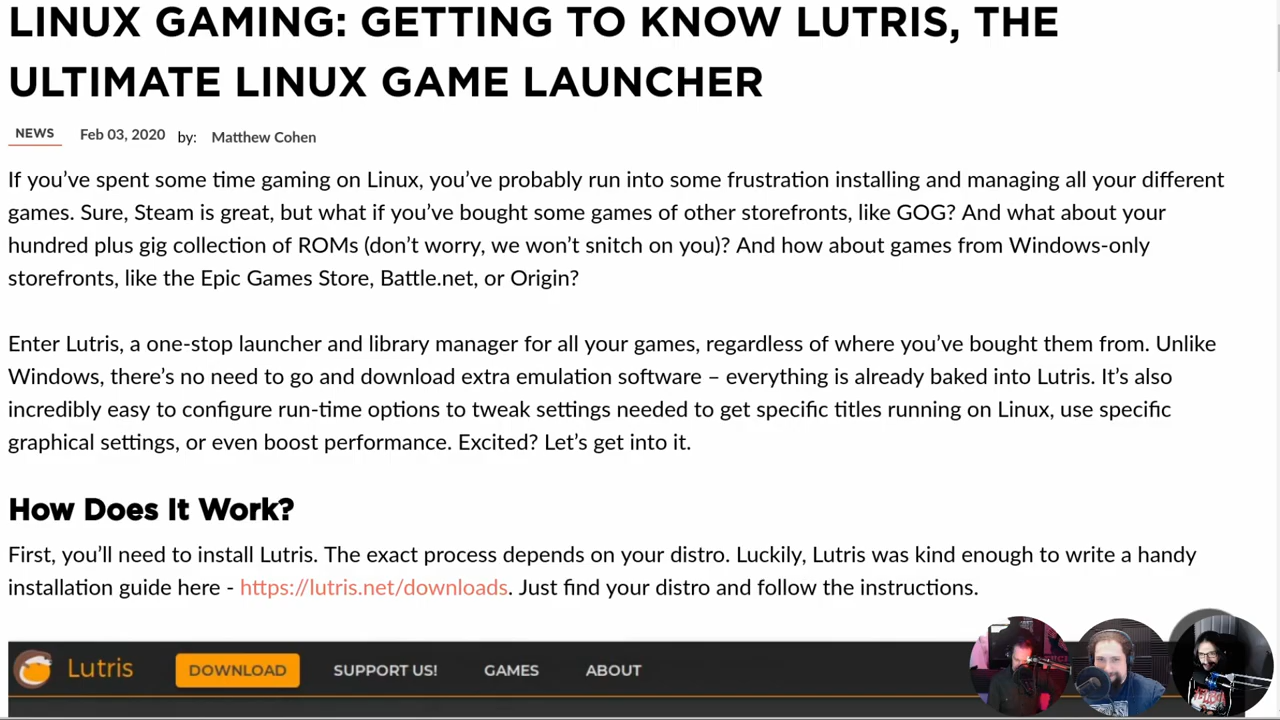 LINUX GAMING: GETTING TO KNOW LUTRIS, THE
ULTIMATE LINUX GAME LAUNCHER
NEWS Feb 03, 2020 by: Matthew Cohen
If you’ve spent some time gaming on Linux, you’ve probably run into some frustration installing and managing all your different
games. Sure, Steam is great, but what if you’ve bought some games of other storefronts, like GOG? And what about your
hundred plus gig collection of ROMs (don’t worry, we won’t snitch on you)? And how about games from Windows-only
storefronts, like the Epic Games Store, Battle.net, or Origin?
Enter Lutris, a one-stop launcher and library manager for all your games, regardless of where you’ve bought them from. Unlike
Windows, there’s no need to go and download extra emulation software – everything is already baked into Lutris. It’s also
incredibly easy to configure run-time options to tweak settings needed to get specific titles running on Linux, use specific
graphical settings, or even boost performance. Excited? Let’s get into it.
How Does It Work?
First, you’ll need to install Lutris. The exact process depends on your distro. Luckily, Lutris was kind enough to write a handy
installation guide here - https://lutris.net/downloads. Just find your distro and follow the instructions.
Lutris DOWNLOAD SUPPORT US! GAMES ABOUT